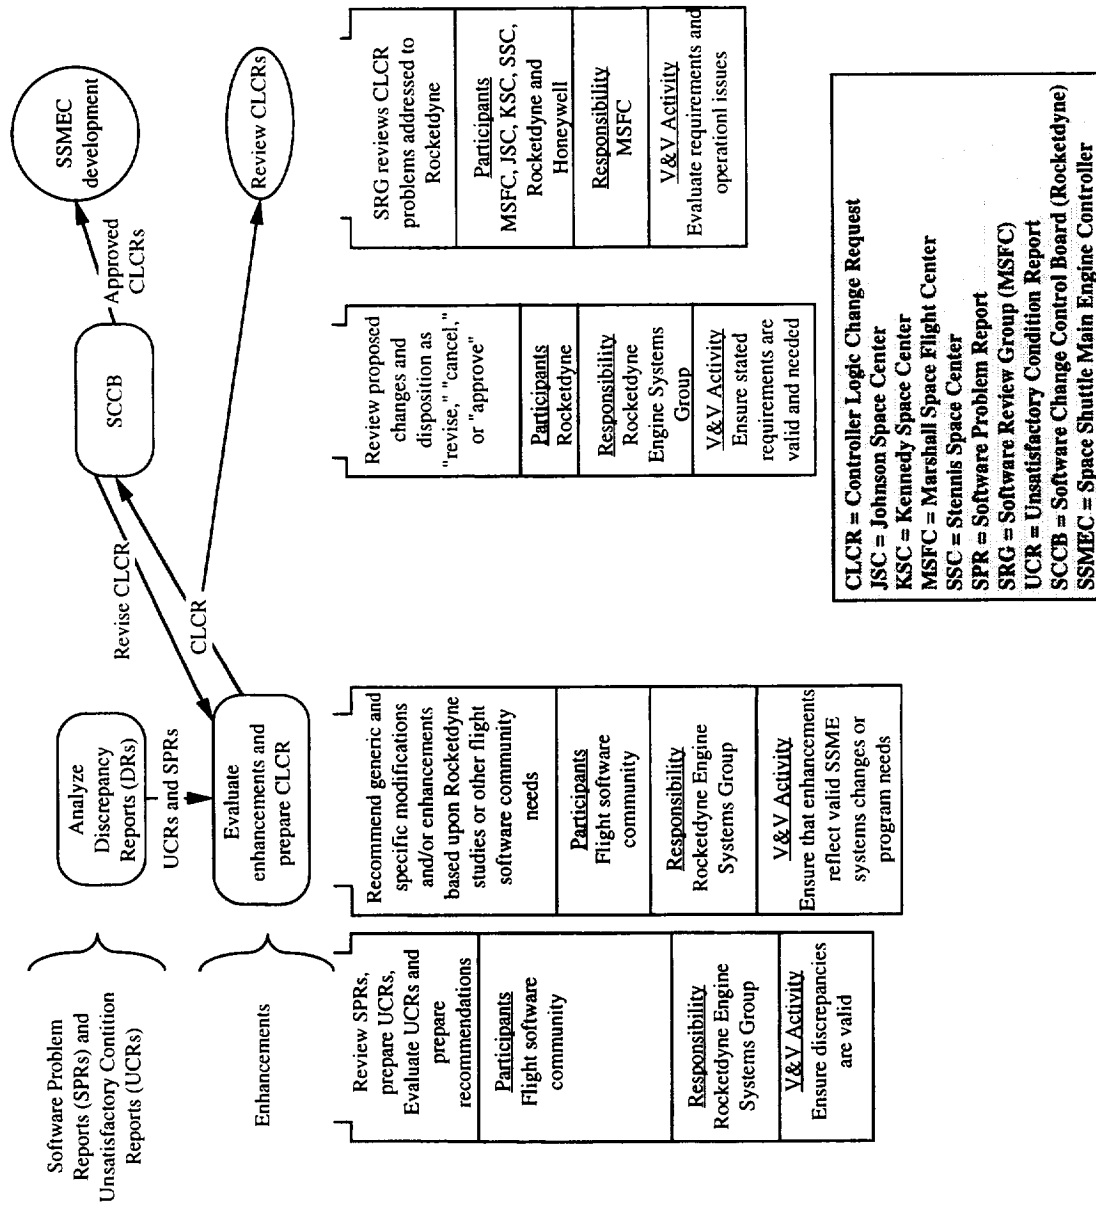 Software Problem
Reports (SPRs) and
Unsatisfactory Contition
Reports (UCRs)
Enhancements
Analyze
Discrepancy
Reports (DRs)
UCRs and SPRs
Evaluate
enhancements and
prepare CLCR
Revise CLCR
CLCR
SCCB
Approved
CLCRs
SSMEC
development
Review CLCRs
Review SPRs,
prepare UCRs,
Evaluate UCRs and
prepare
recommendations
Participants
Flight software
community
Responsibility
Rocketdyne Engine
Systems Group
V&V Activity
Ensure discrepancies
are valid
Recommend generic and
specific modifications
and/or enhancements
based upon Rocketdyne
studies or other flight
software community
needs
Participants
Flight software
community
Responsibility
Rocketdyne Engine
Systems Group
V&V Activity
Ensure that enhancements
reflect valid SSME
systems changes or
program needs
Review proposed
changes and
disposition as
"revise," "cancel,"
or "approve"
Participants
Rocketdyne
Responsibility
Rocketdyne
Engine Systems
Group
V&V Activity
Ensure stated
requirements are
valid and needed
SRG reviews CLCR
problems addressed to
Rocketdyne
Participants
MSFC, JSC, KSC, SSC,
Rocketdyne and
Honeywell
Responsibility
MSFC
V&V Activity
Evaluate requirements and
operationl issues
CLCR = Controller Logic Change Request
JSC = Johnson Space Center
KSC = Kennedy Space Center
MSFC = Marshall Space Flight Center
SSC = Stennis Space Center
SPR = Software Problem Report
SRG = Software Review Group (MSFC)
UCR = Unsatisfactory Condition Report
SCCB = Software Change Control Board (Rocketdyne)
SSMEC = Space Shuttle Main Engine Controller